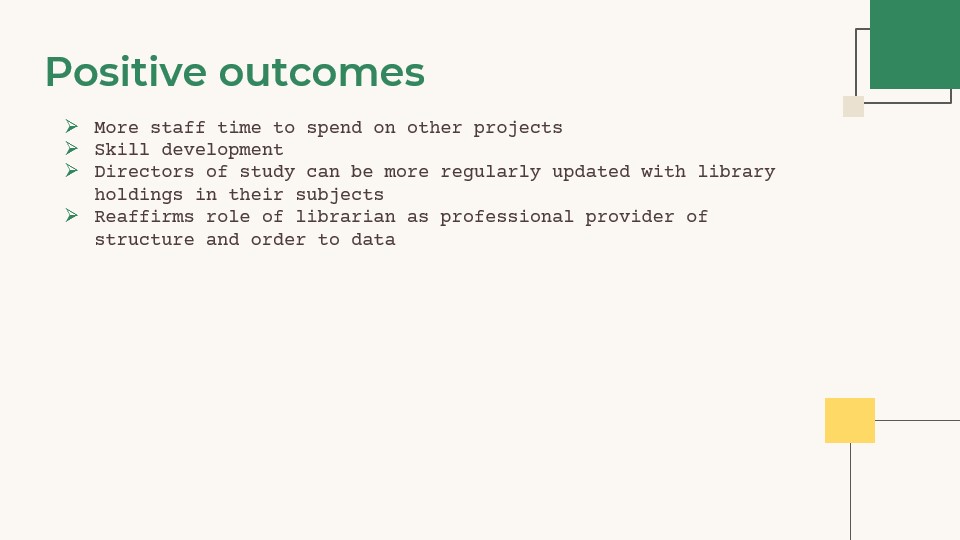 Positive outcomes
➢ More staff time to spend on other projects
➢ Skill development
➢ Directors of study can be more regularly updated with library
holdings in their subjects
➢ Reaffirms role of librarian as professional provider of
structure and order to data